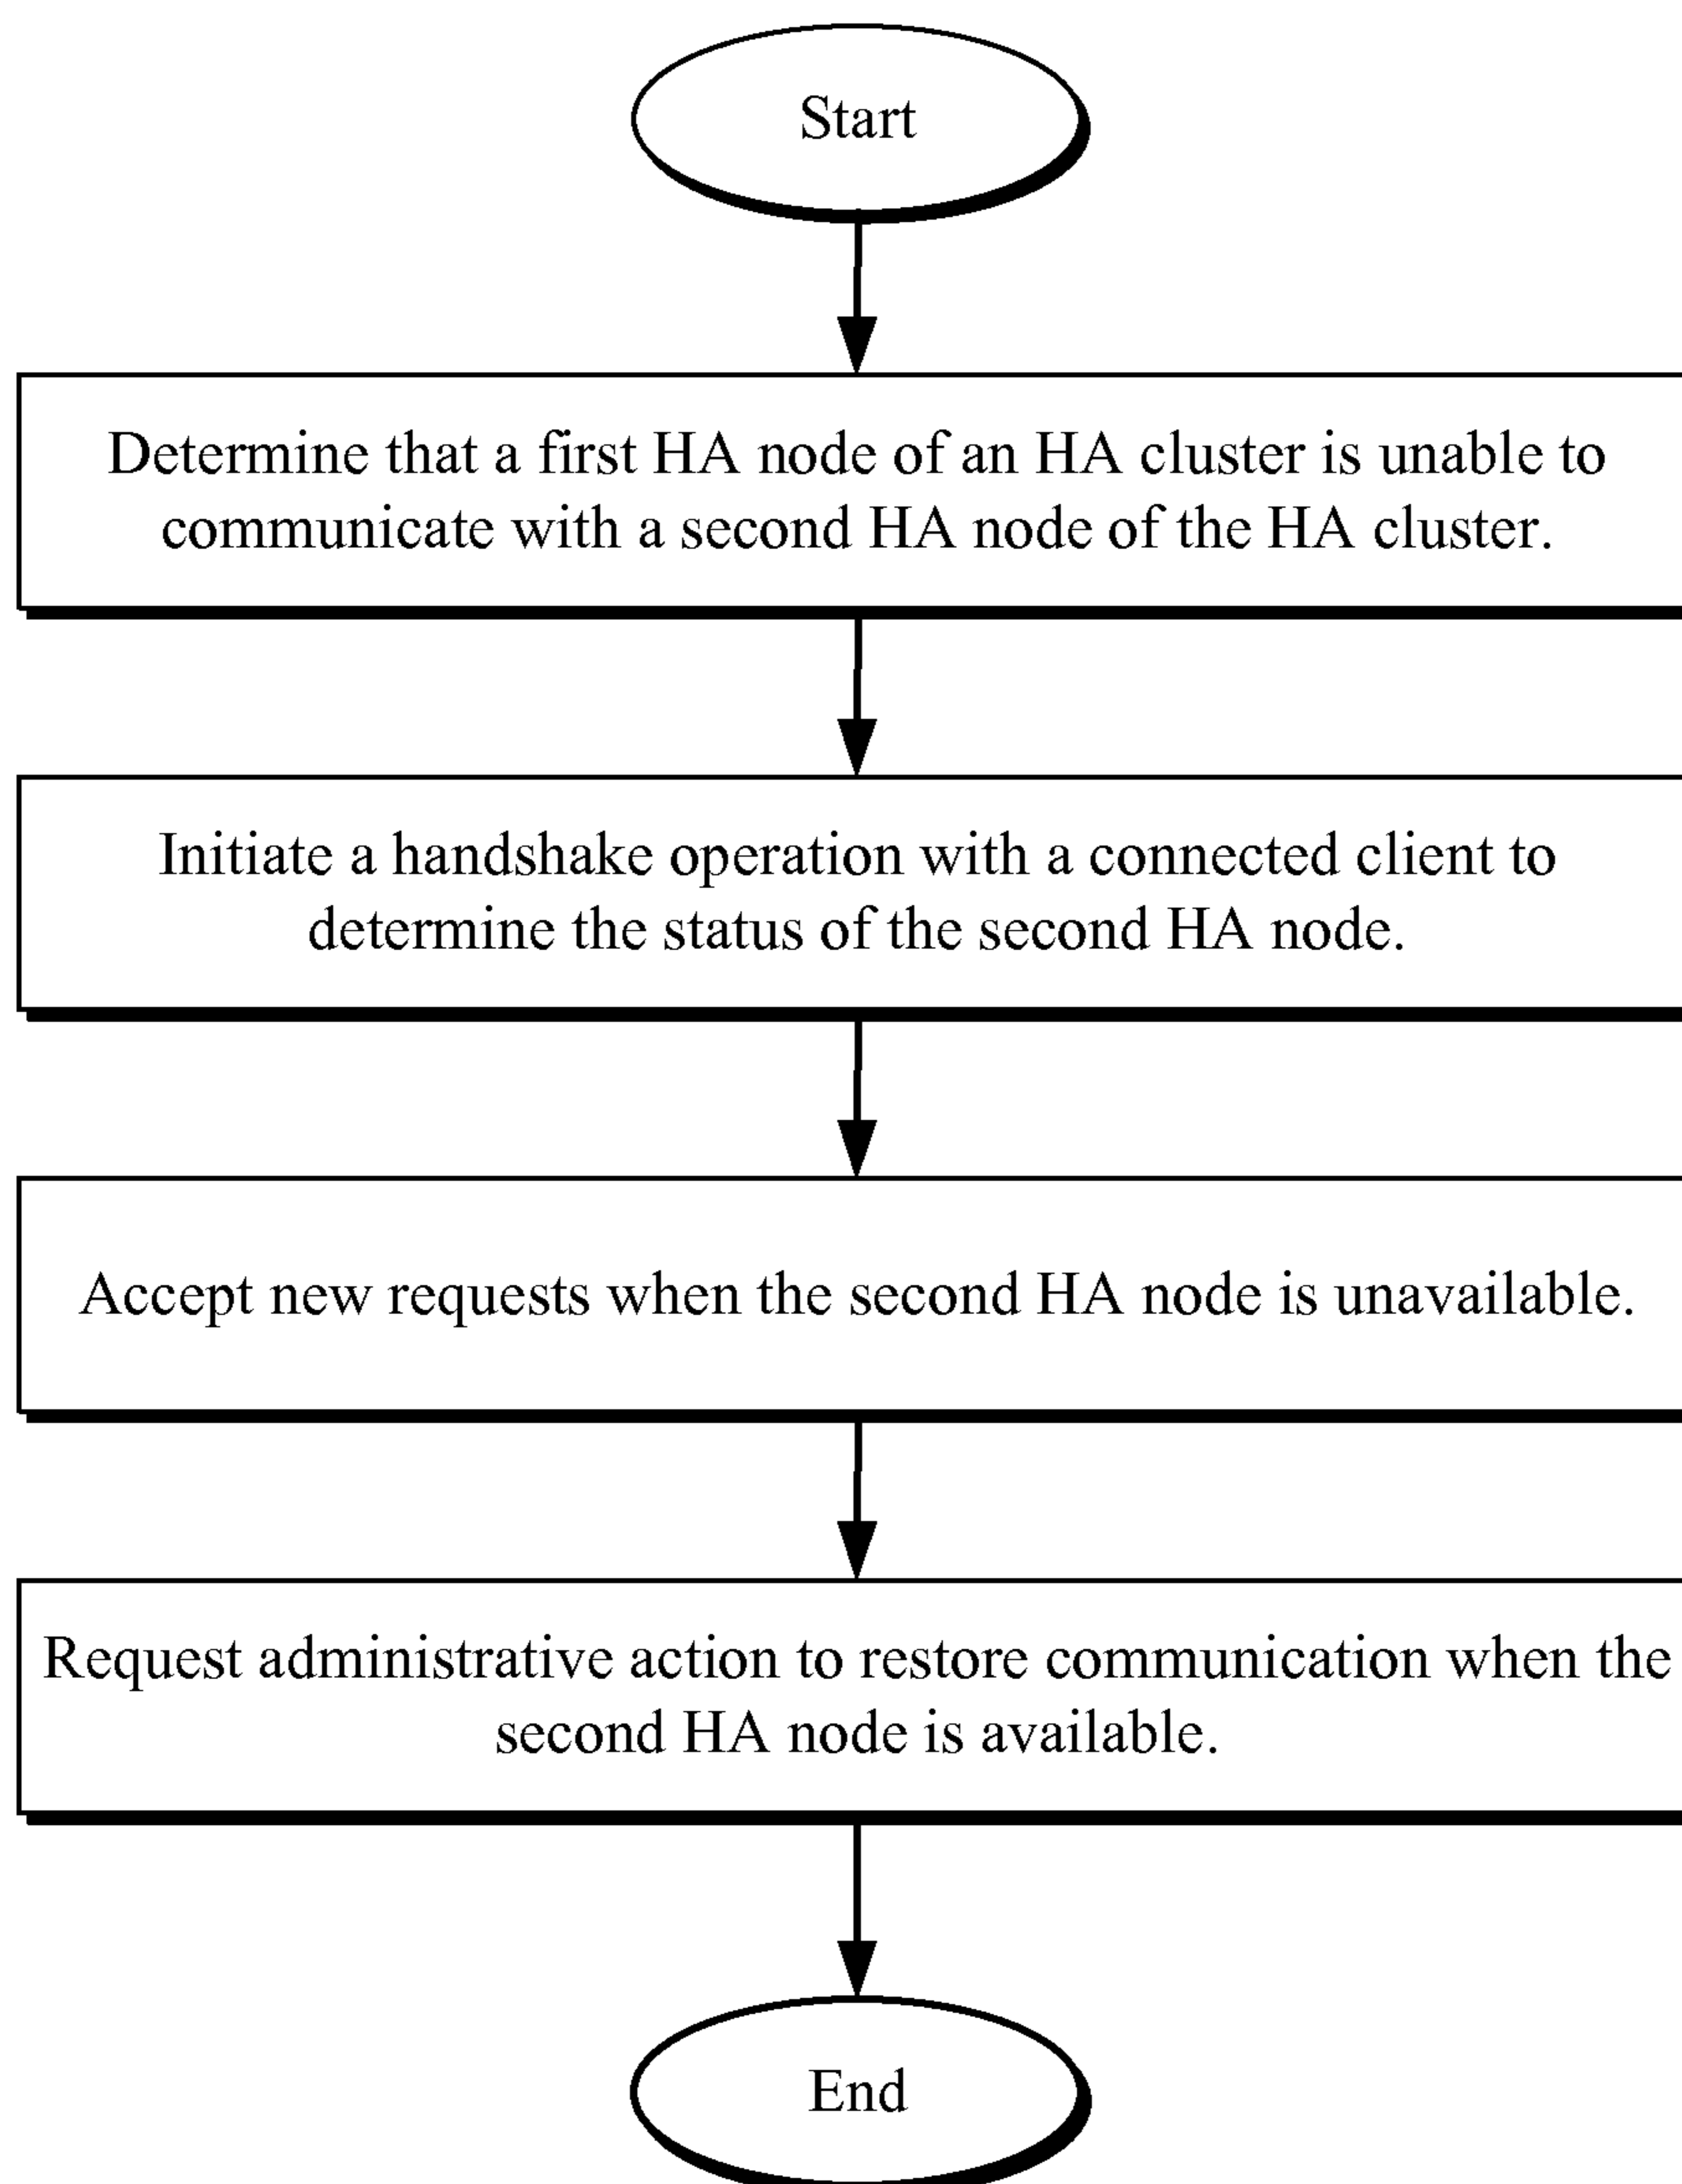 Start
Determine that a first HA node of an HA cluster is unable to
communicate with a second HA node of the HA cluster.
Initiate a handshake operation with a connected client to
determine the status of the second HA node.
Accept new requests when the second HA node is unavailable.
Request administrative action to restore communication when the
second HA node is available.
End